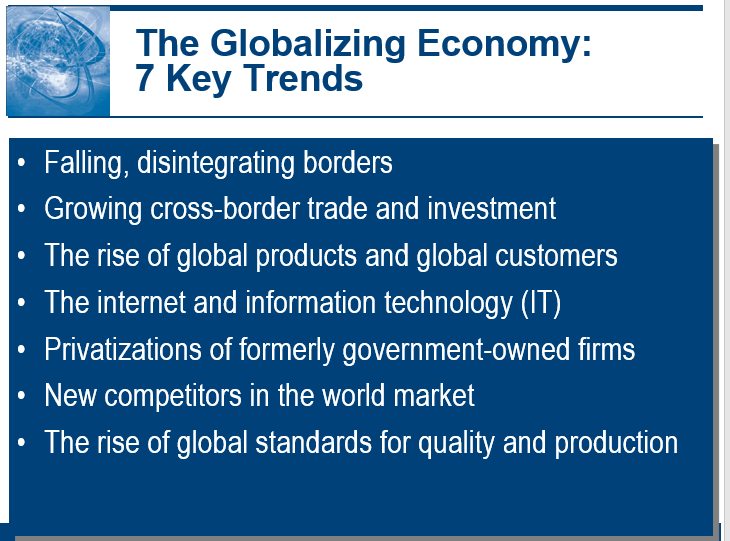 The Globalizing Economy:
7 Key Trends
• Falling, disintegrating borders
• Growing cross-border trade and investment
• The rise of global products and global customers
• The internet and information technology (IT)
• Privatizations of formerly government-owned firms
• New competitors in the world market
• The rise of global standards for quality and production